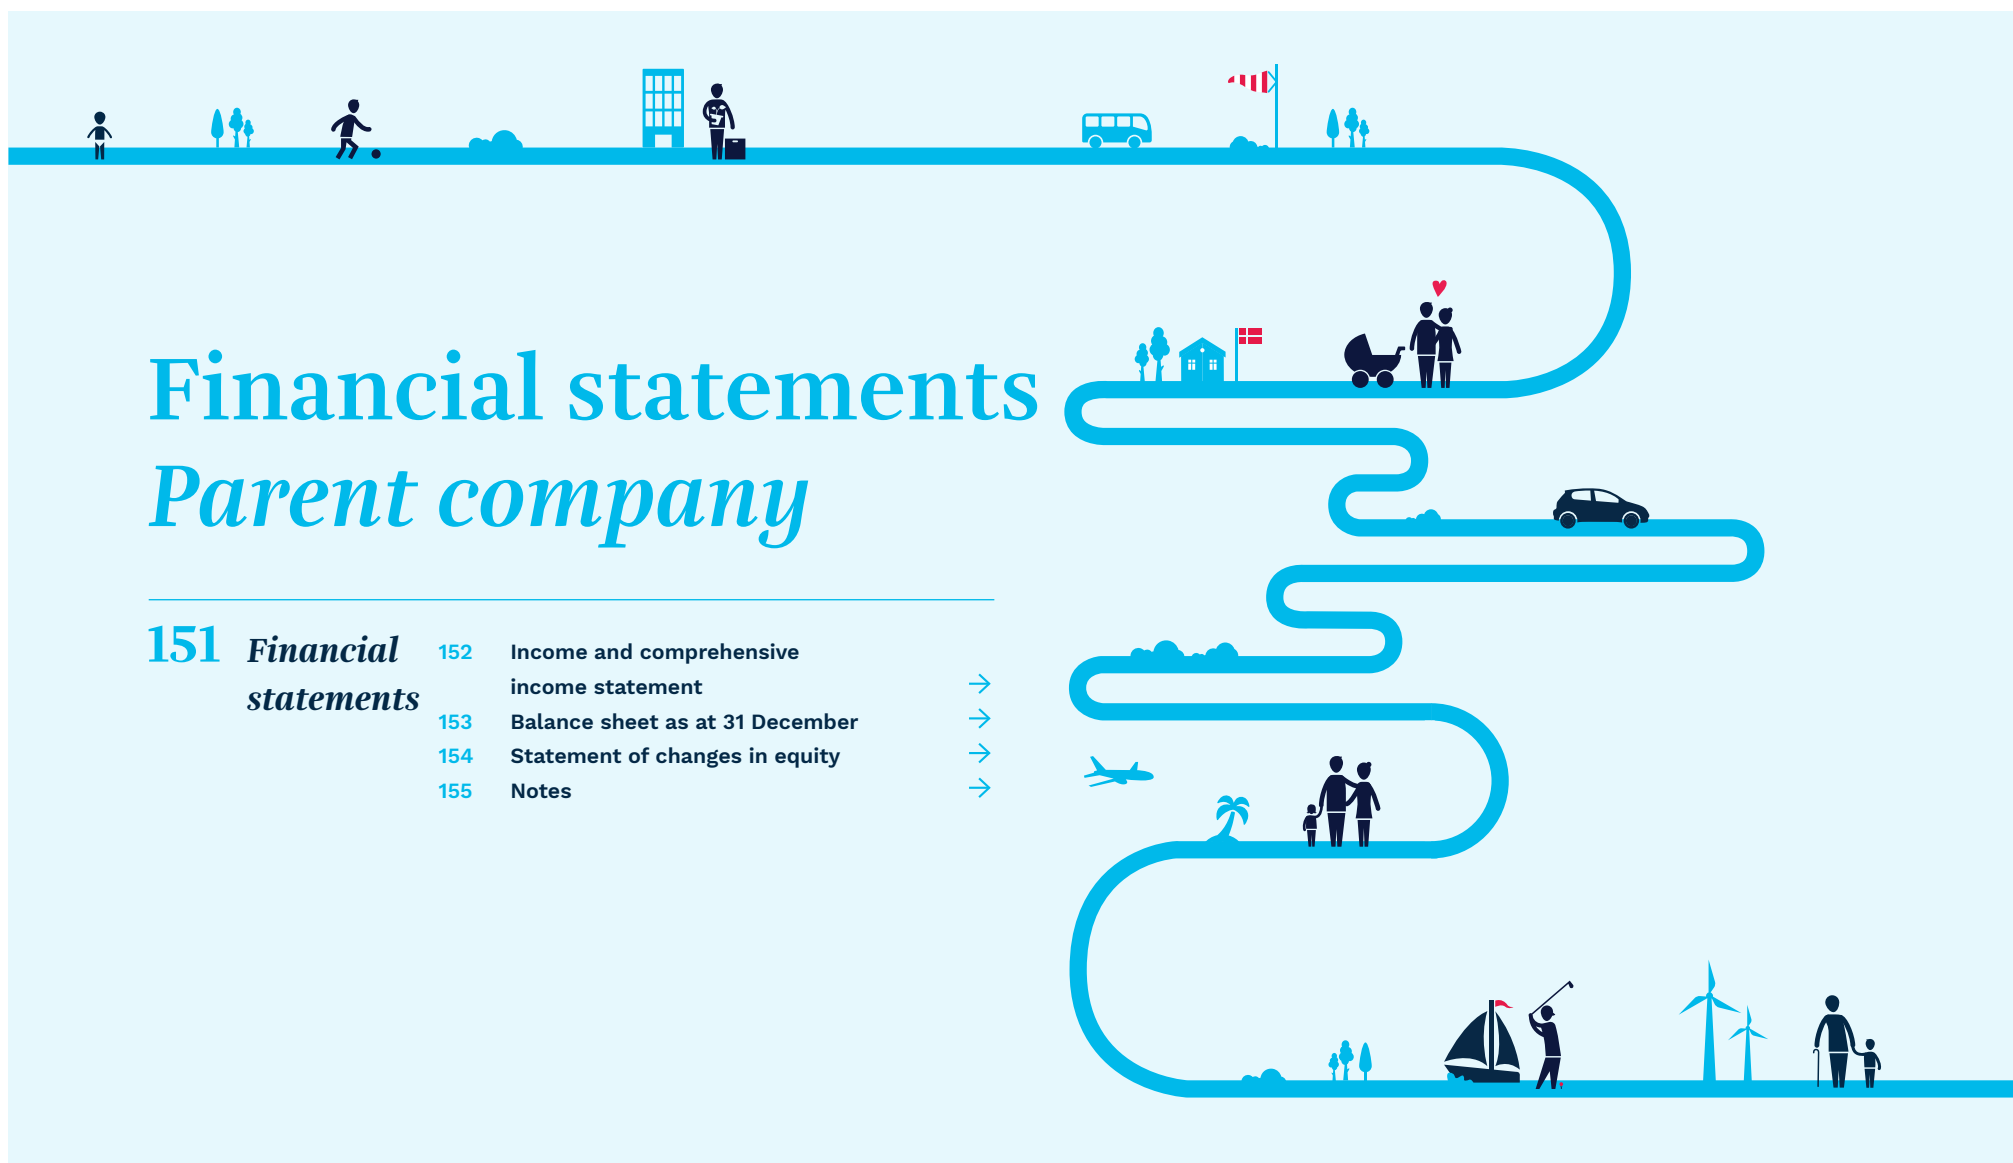 Financial statements
Parent company
151 Financial statements
152 Income and comprehensive
income statement
153 Balance sheet as at 31 December
154 Statement of changes in equity
155 Notes